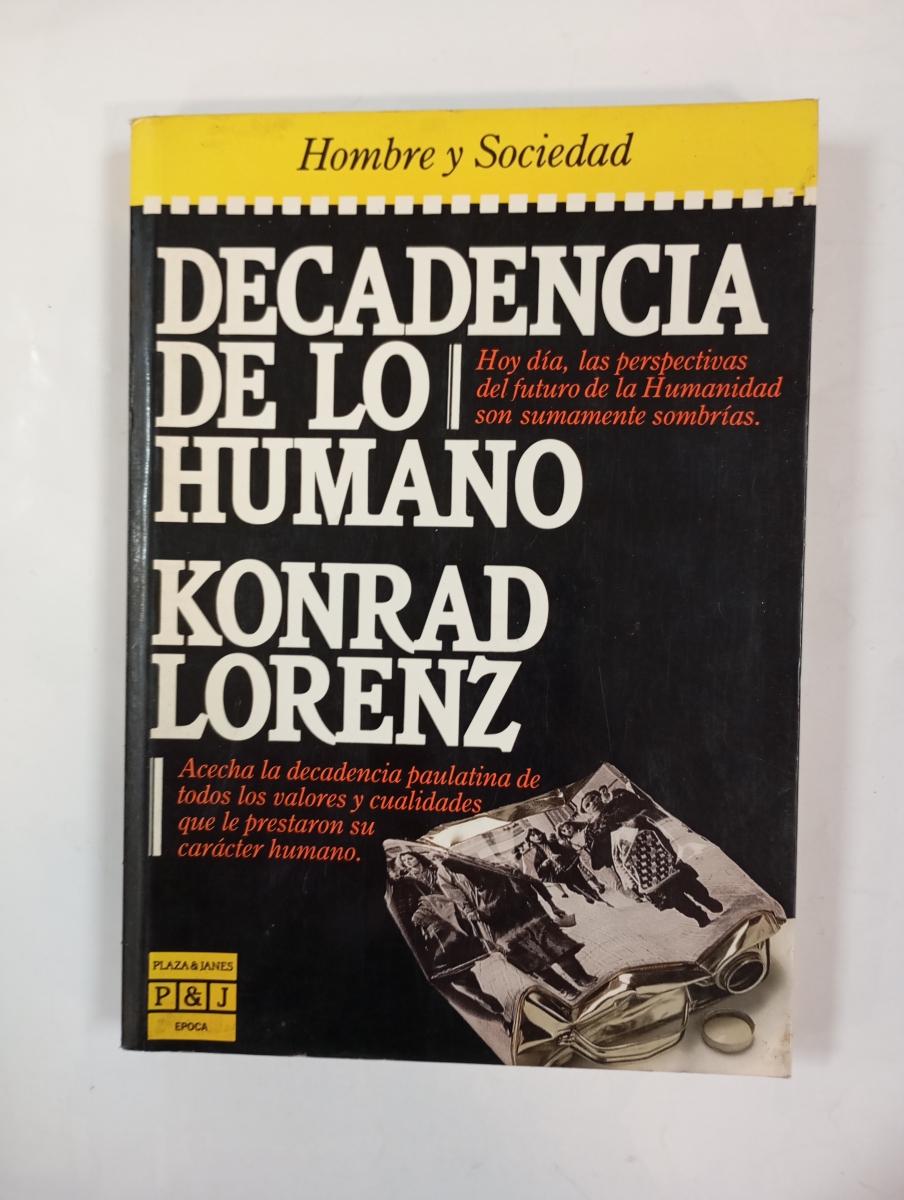 Hombre y Sociedad
DECADENCIA
DE LO
HUMANO
Hoy día, las perspectivas
del futuro de la Humanidad
son sumamente sombrías.
KONRAD
LORENZ
Acecha la decadencia paulatina de
todos los valores y cualidades
que le prestaron su
carácter humano.
PLAZA & JANES
P & J
EPOCA